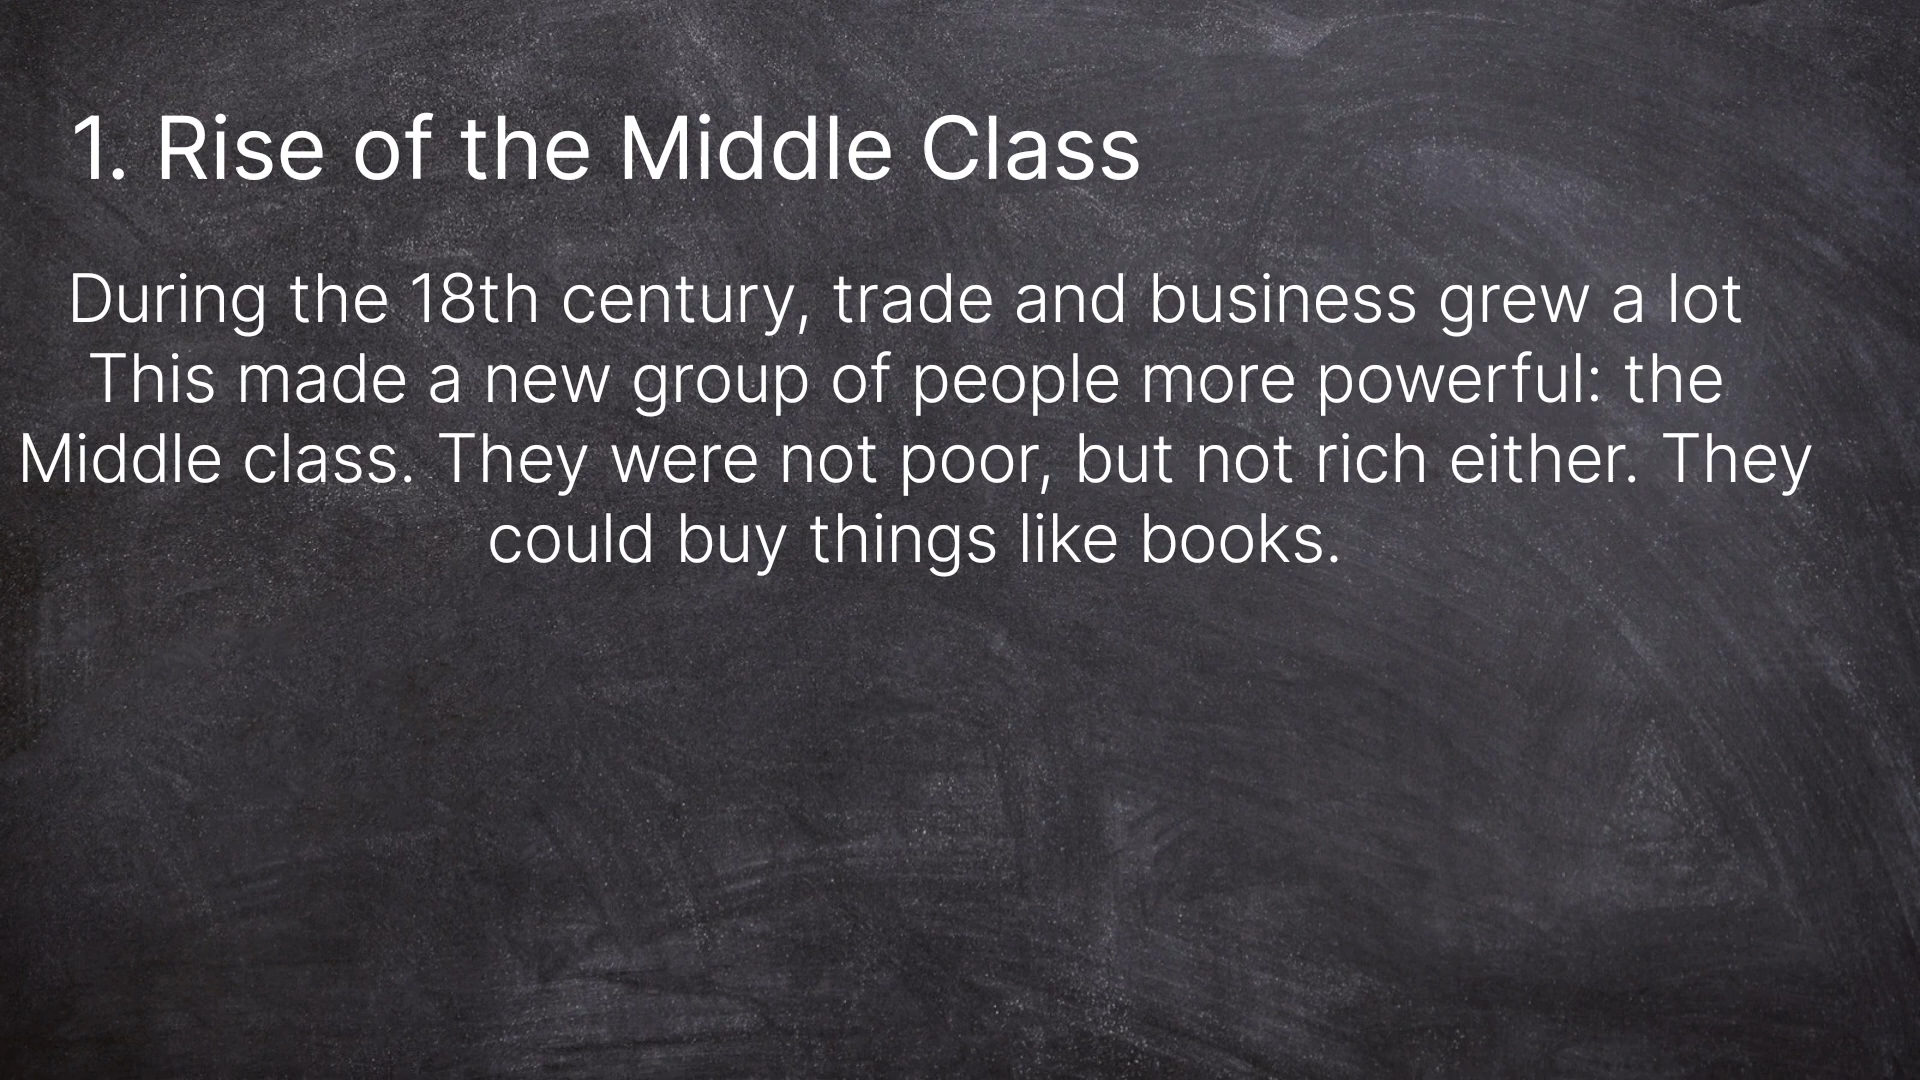 1. Rise of the Middle Class
During the 18th century, trade and business grew a lot
This made a new group of people more powerful: the
Middle class. They were not poor, but not rich either. They
could buy things like books.